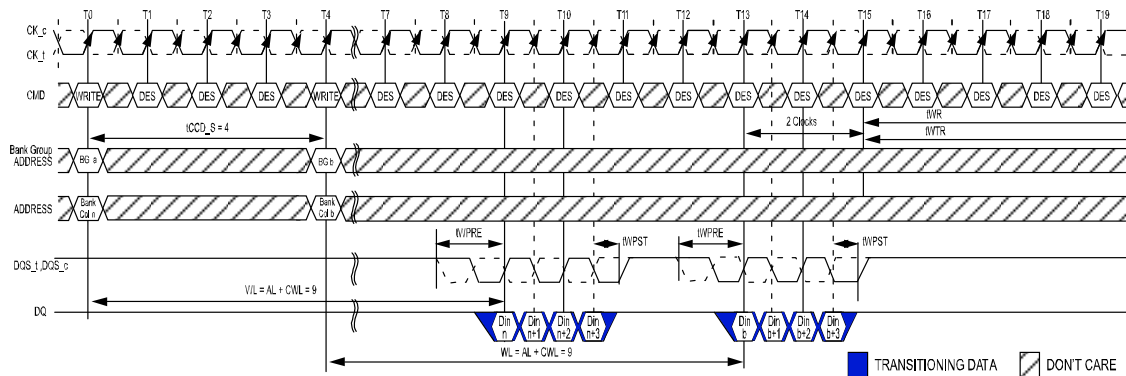 T0 T1 T2 T3 T4 T7 T8 T9 T10 T11 T12 T13 T14 T15 T16 T17 T18 T19
CK_c
CK_t
CMD WRITE DES DES DES WRITE DES DES DES DES DES DES DES DES DES DES DES DES DES
tCCD_S = 4
2 Clocks
tWR
tWTR
Bank Group
ADDRESS
BG a
BG b
ADDRESS
Bank
Col n
Bank
Col b
tWPRE
tWPST
tWPRE
tWPST
DQS_t,DQS_c
WL = AL + CWL = 9
DQ
Din
n
Din
n+1
Din
n+2
Din
n+3
Din
b
Din
b+1
Din
b+2
Din
b+3
WL = AL + CWL = 9
TRANSITIONING DATA
DON'T CARE